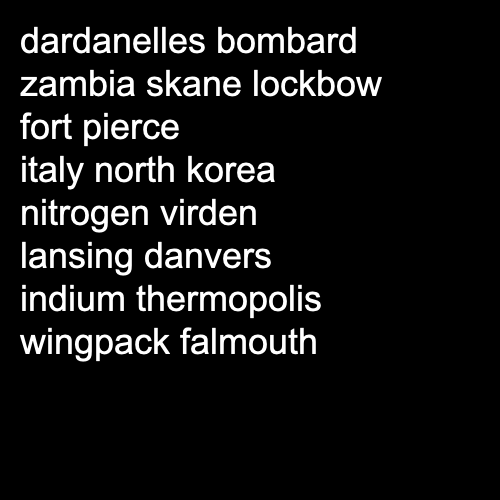 dardanelles bombard
zambia skane lockbow
fort pierce
italy north korea
nitrogen virden
lansing danvers
indium thermopolis
wingpack falmouth